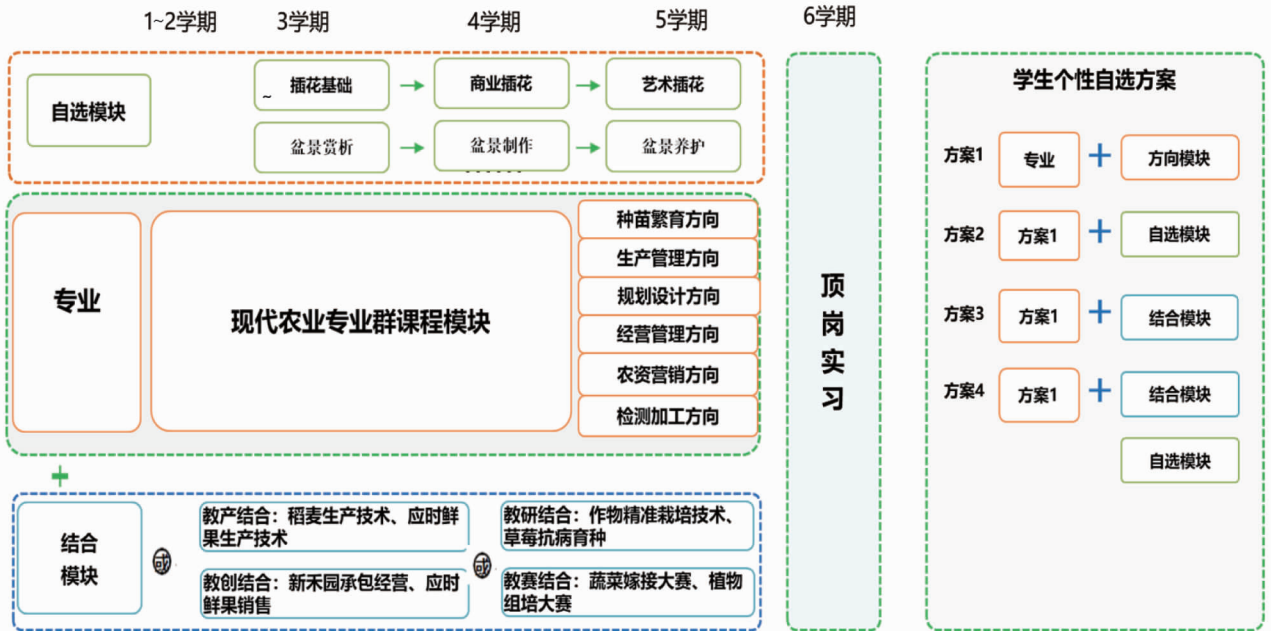 1~2学期
3学期
4学期
5学期
6学期
自选模块
~
插花基础
商业插花
艺术插花
盆景赏析
盆景制作
盆景养护
专业
现代农业专业群课程模块
种苗繁育方向
生产管理方向
规划设计方向
经营管理方向
农资营销方向
检测加工方向
结合
模块
或
教产结合：稻麦生产技术、应时鲜
果生产技术
教创结合：新禾园承包经营、应时
鲜果销售
或
教研结合：作物精准栽培技术、
草莓抗病育种
教赛结合：蔬菜嫁接大赛、植物
组培大赛
顶
岗
实
习
学生个性自选方案
方案1
专业
+
方向模块
方案2
方案1
+
自选模块
方案3
方案1
+
结合模块
方案4
方案1
+
结合模块
自选模块